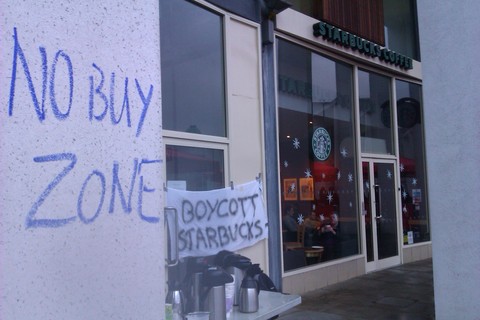 NO BUY
ZONE
BOYCOTT
STARBUCKS
STARBUCKS COFFEE